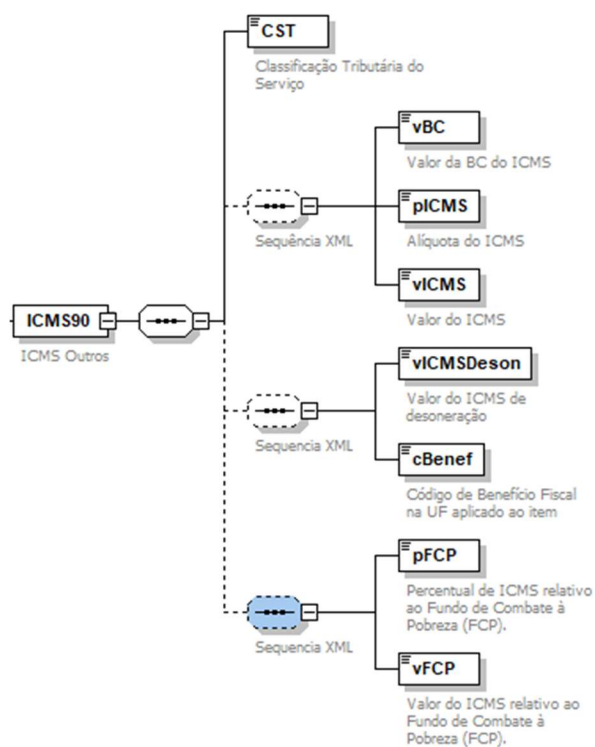 CST
Classificação Tributária do
Serviço
vBC
Valor da BC do ICMS
pICMS
Alíquota do ICMS
Sequência XML
vICMS
Valor do ICMS
ICMS90
ICMS Outros
vICMSDeson
Valor do ICMS de
desoneração
Sequencia XML
cBenef
Código de Benefício Fiscal
na UF aplicado ao item
pFCP
Percentual de ICMS relativo
ao Fundo de Combate à
Pobreza (FCP).
Sequencia XML
vFCP
Valor do ICMS relativo ao
Fundo de Combate à
Pobreza (FCP).